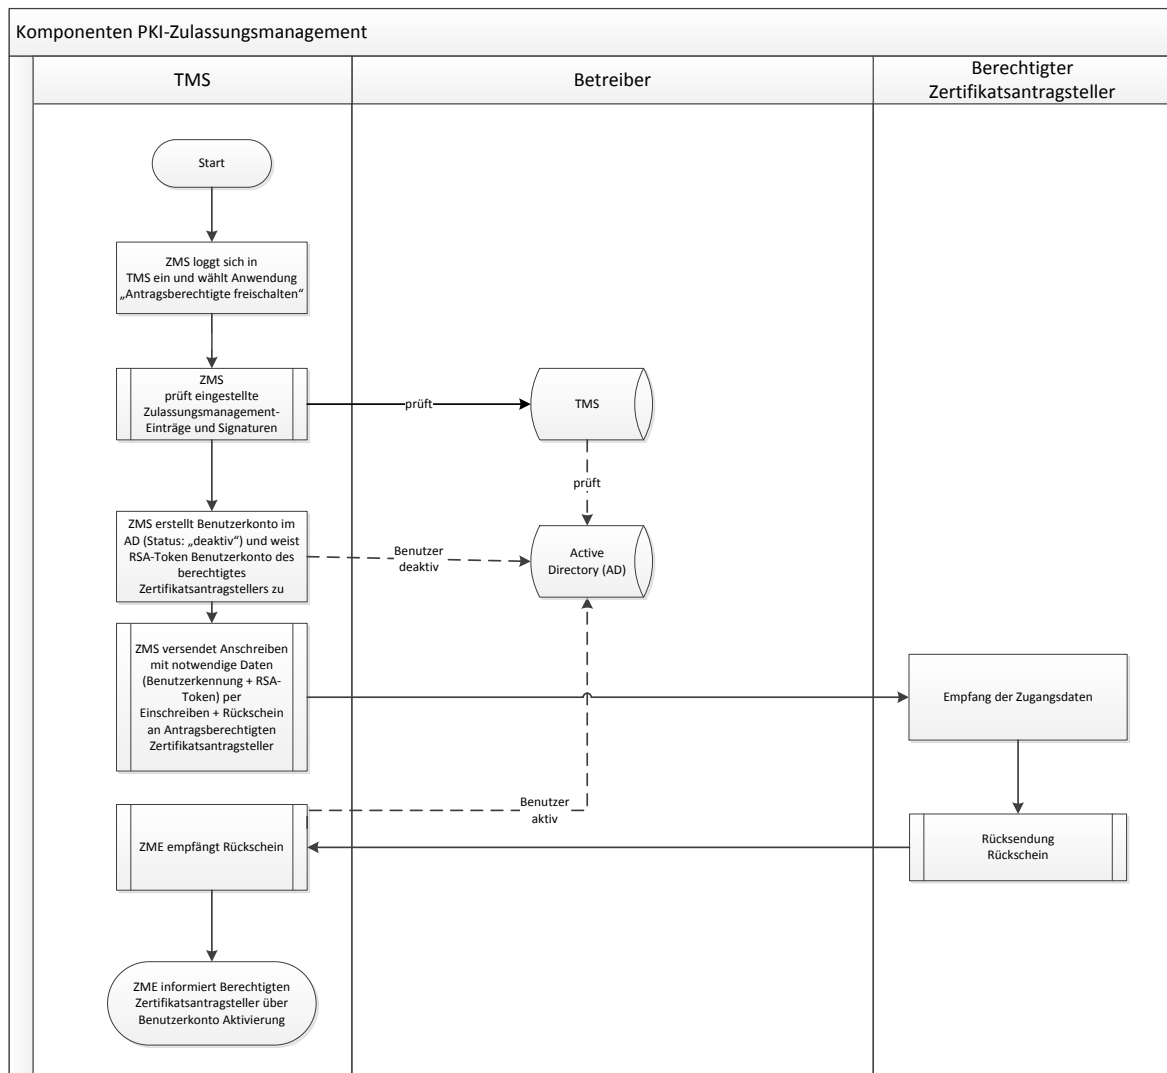 Komponenten PKI-Zulassungsmanagement
TMS
Betreiber
Berechtigter
Zertifikatsantragsteller
Start
ZMS loggt sich in
TMS ein und wählt Anwendung
„Antragsberechtigte freischalten“
ZMS
prüft eingestellte
Zulassungsmanagement-
Einträge und Signaturen
prüft
TMS
prüft
ZMS erstellt Benutzerkonto im
AD (Status: „deaktiv“) und weist
RSA-Token Benutzerkonto des
berechtigtes
Zertifikatsantragstellers zu
Benutzer
deaktiv
Active
Directory (AD)
ZMS versendet Anschreiben
mit notwendige Daten
(Benutzerkennung + RSA-
Token) per
Einschreiben + Rückschein
an Antragsberechtigten
Zertifikatsantragsteller
Empfang der Zugangsdaten
Benutzer
aktiv
ZME empfängt Rückschein
Rücksendung
Rückschein
ZME informiert Berechtigten
Zertifikatsantragsteller über
Benutzerkonto Aktivierung